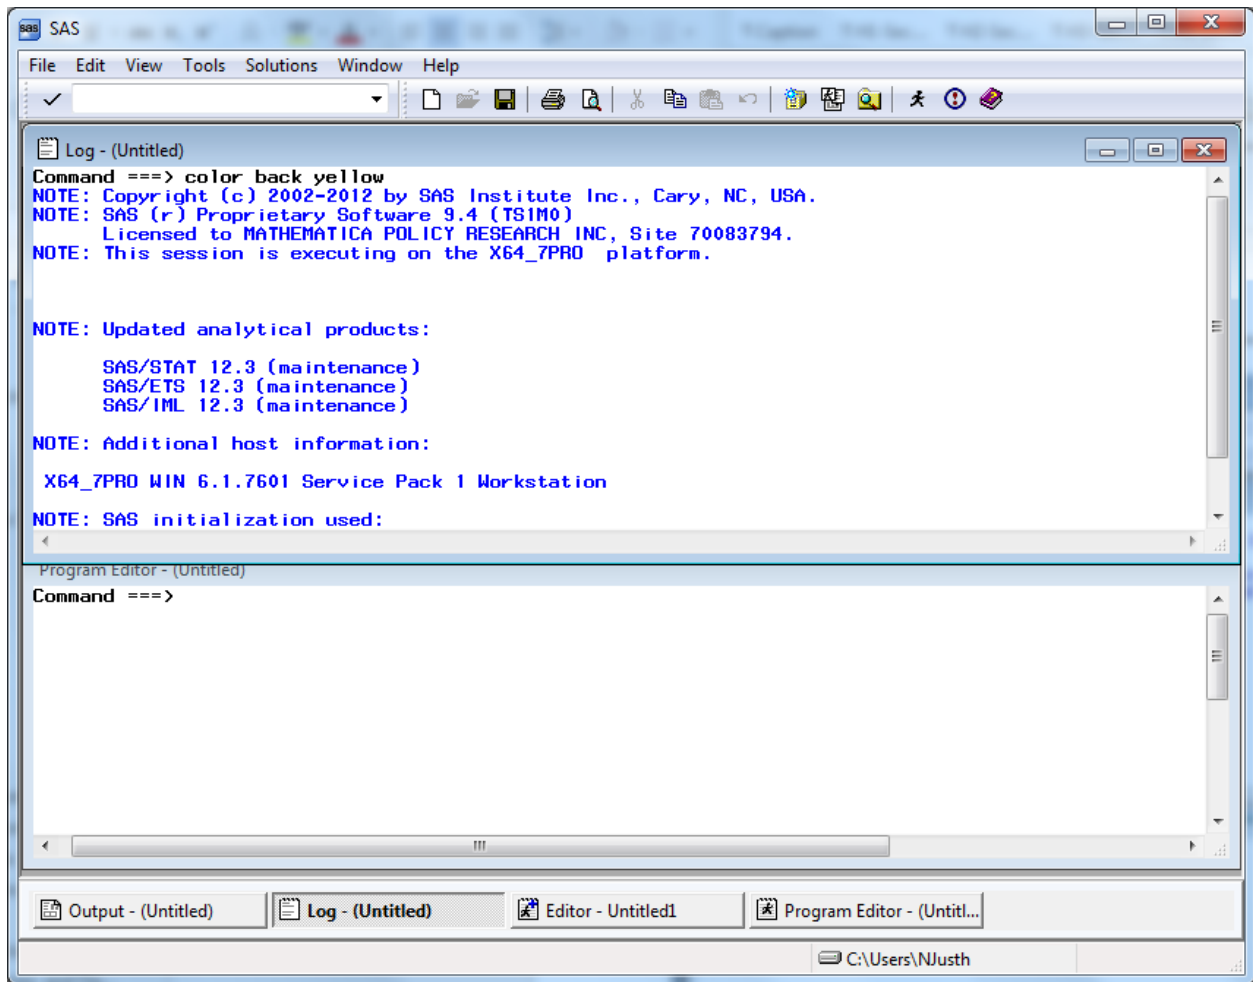 SAS
File Edit View Tools Solutions Window Help
Log - (Untitled)
Command ===> color back yellow
NOTE: Copyright (c) 2002-2012 by SAS Institute Inc., Cary, NC, USA.
NOTE: SAS (r) Proprietary Software 9.4 (TS1M0)
Licensed to MATHEMATICA POLICY RESEARCH INC, Site 70083794.
NOTE: This session is executing on the X64_7PRO platform.
NOTE: Updated analytical products:
SAS/STAT 12.3 (maintenance)
SAS/ETS 12.3 (maintenance)
SAS/IML 12.3 (maintenance)
NOTE: Additional host information:
X64_7PRO WIN 6.1.7601 Service Pack 1 Workstation
NOTE: SAS initialization used:
Program Editor - (Untitled)
Command ===>
Output - (Untitled) Log - (Untitled) Editor - Untitled1 Program Editor - (Untitl...
C:\Users\NJusth